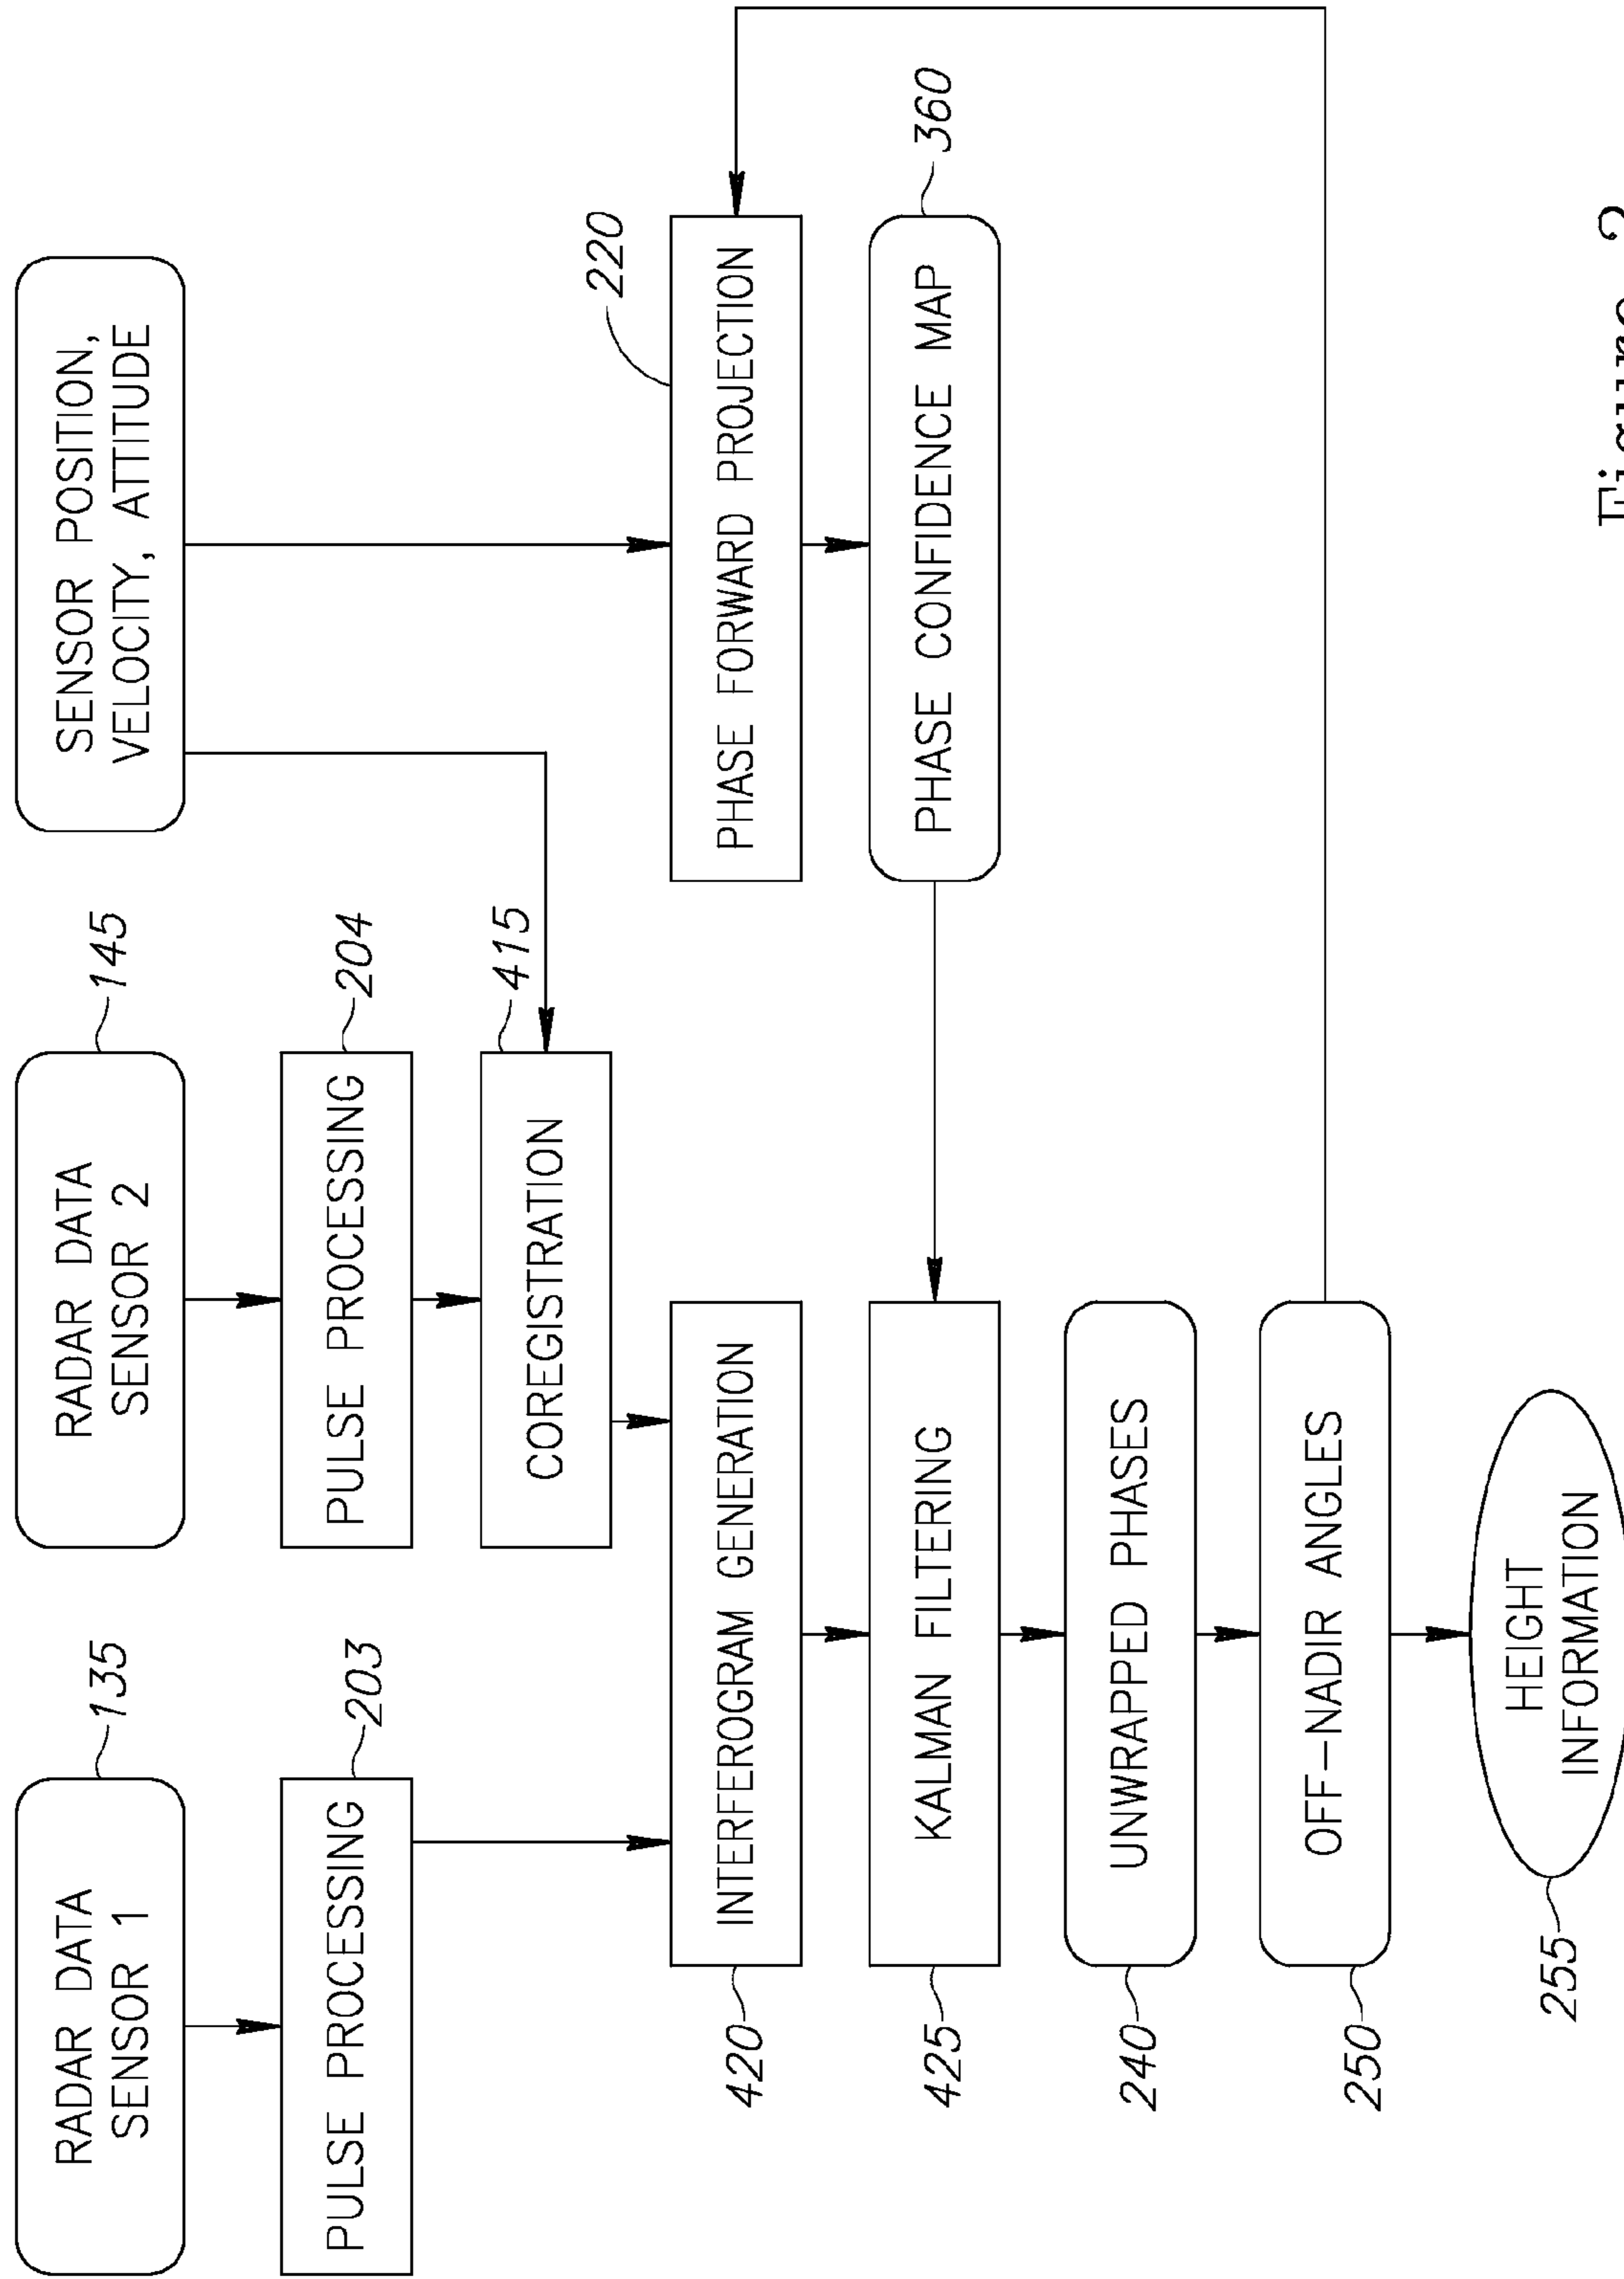 RADAR DATA
SENSOR 1
135
RADAR DATA
SENSOR 2
145
SENSOR POSITION,
VELOCITY, ATTITUDE
PULSE PROCESSING
203
PULSE PROCESSING
204
COREGISTRATION
415
220
INTERFEROGRAM GENERATION
420
PHASE FORWARD PROJECTION
KALMAN FILTERING
425
PHASE CONFIDENCE MAP
360
UNWRAPPED PHASES
240
OFF-NADIR ANGLES
250
HEIGHT
INFORMATION
255
Figure